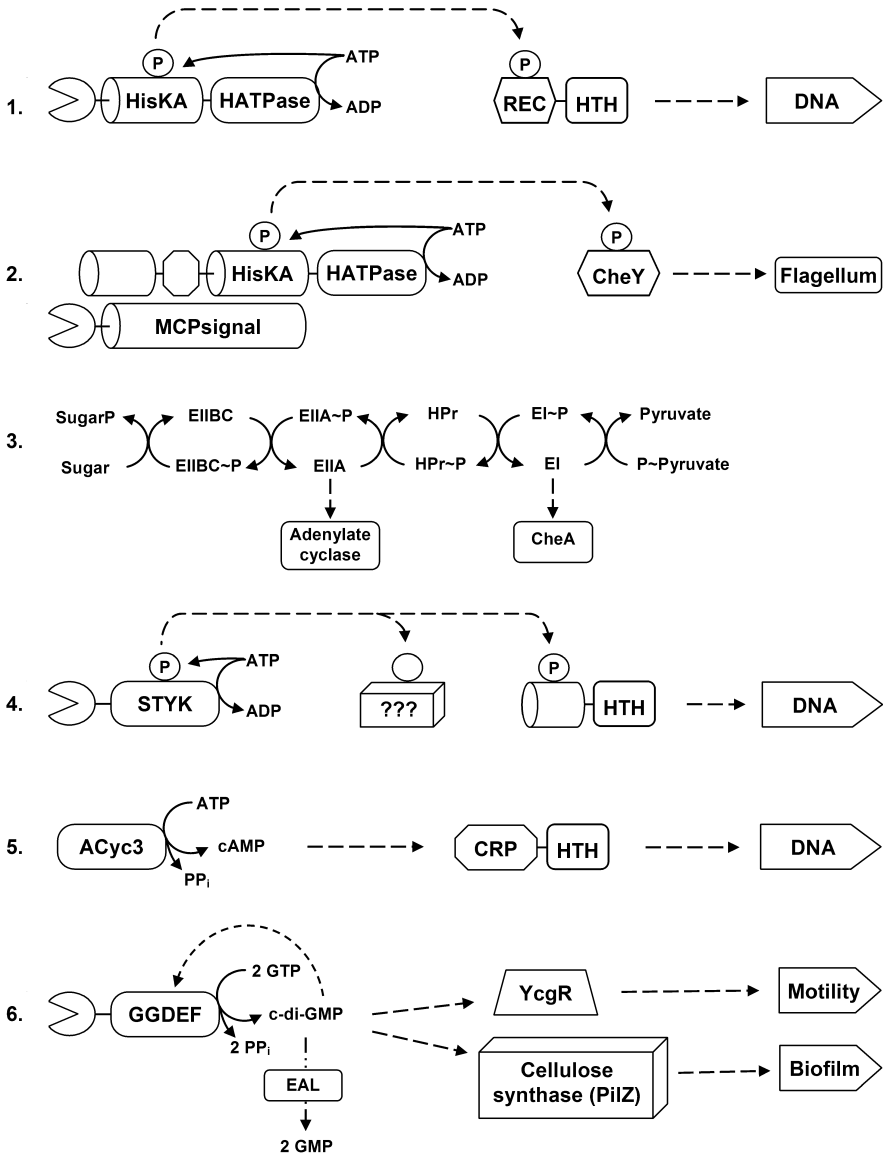 P P
ATP
1. HisKA HATPase ADP REC HTH DNA
P P
ATP
2. HisKA HATPase ADP CheY Flagellum
MCPsignal
SugarP EIIBC EIIA~P HPr EI~P Pyruvate
3.
Sugar EIIBC~P EIIA HPr~P EI P~Pyruvate
Adenylate
cyclase
CheA
P ATP P
4. STYK ADP ??? HTH DNA
ATP
5. ACyc3 cAMP CRP HTH DNA
PPi
2 GTP YcgR Motility
6. GGDEF c-di-GMP
2 PPi
Cellulose
synthase (PilZ)
Biofilm
EAL
2 GMP